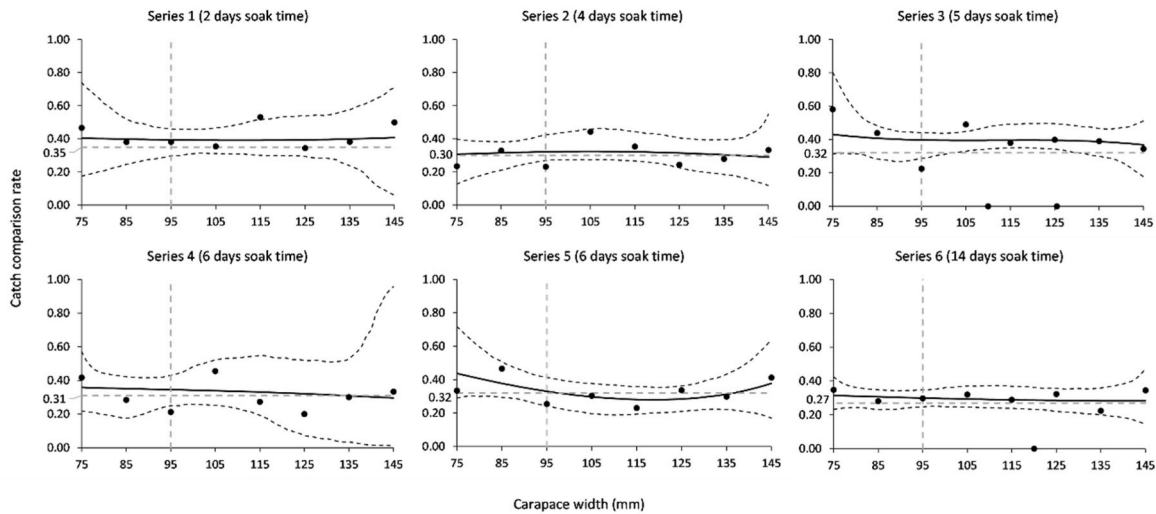 Series 1 (2 days soak time)
Series 2 (4 days soak time)
Series 3 (5 days soak time)
1.00 1.00 1.00
0.80 0.80 0.80
0.60 0.60 0.60
0.40 0.40 0.40
0.35 0.30 0.32
0.20 0.20 0.20
0.00 0.00 0.00
75 85 95 105 115 125 135 145
75 85 95 105 115 125 135 145
75 85 95 105 115 125 135 145
Catch comparison rate
Series 4 (6 days soak time)
Series 5 (6 days soak time)
Series 6 (14 days soak time)
1.00 1.00 1.00
0.80 0.80 0.80
0.60 0.60 0.60
0.40 0.40 0.40
0.31 0.32 0.27
0.20 0.20 0.20
0.00 0.00 0.00
75 85 95 105 115 125 135 145
75 85 95 105 115 125 135 145
75 85 95 105 115 125 135 145
Carapace width (mm)